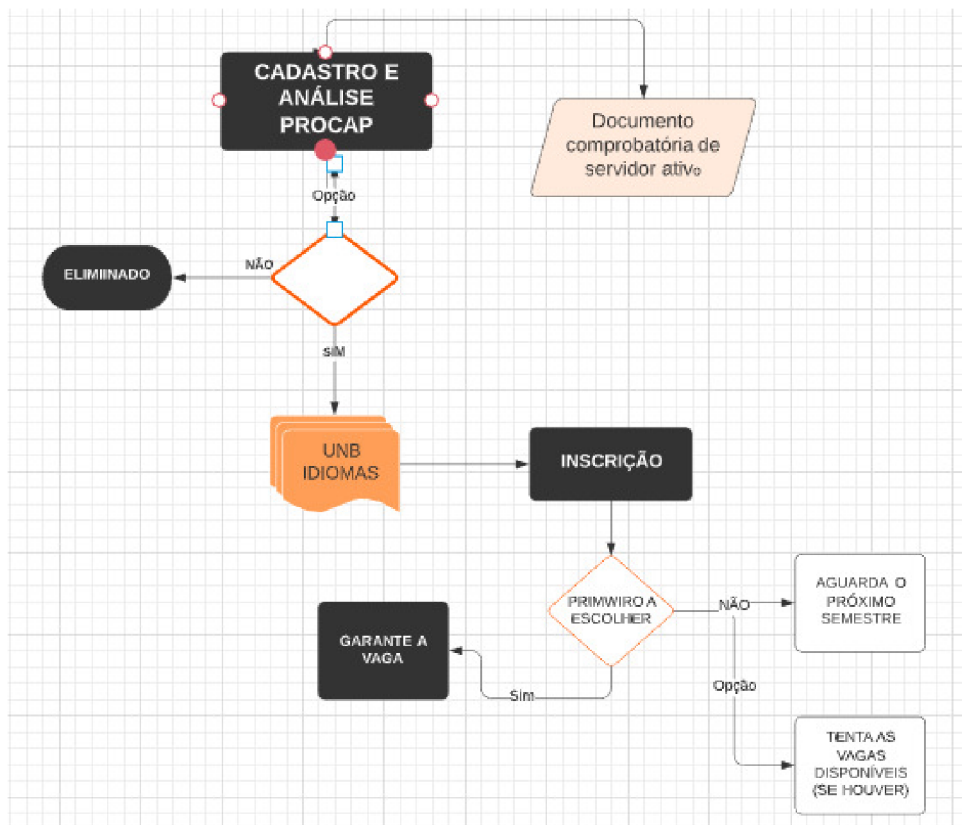 CADASTRO E
ANÁLISE
PROCAP
Documento
comprobatória de
servidor ativo
Opção
NÃO
ELIMIINADO
SIM
UNB
IDIOMAS
INSCRIÇÃO
PRIMWIRO A
ESCOLHER
NÃO
AGUARDA O
PRÓXIMO
SEMESTRE
GARANTE A
VAGA
Sim
Opção
TENTA AS
VAGAS
DISPONÍVEIS
(SE HOUVER)